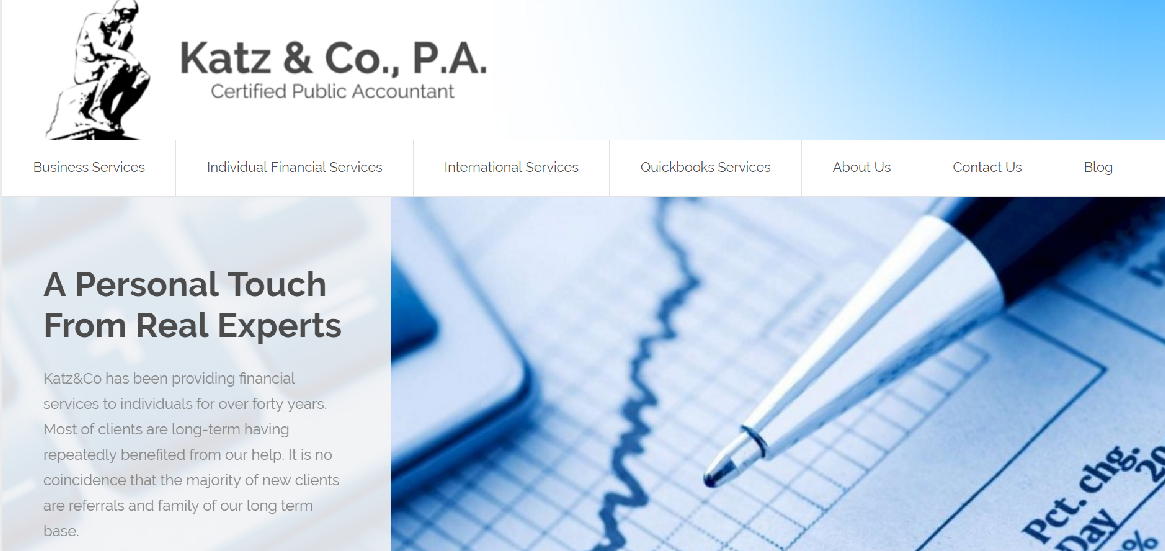 Katz & Co., P.A.
Certified Public Accountant
Business Services
Individual Financial Services
International Services
Quickbooks Services
About Us
Contact Us
Blog
A Personal Touch
From Real Experts
Katz&Co has been providing financial
services to individuals for over forty years.
Most of clients are long-term having
repeatedly benefited from our help. It is no
coincidence that the majority of new clients
are referrals and family of our long term
base.
Pct. chg.
Day
%